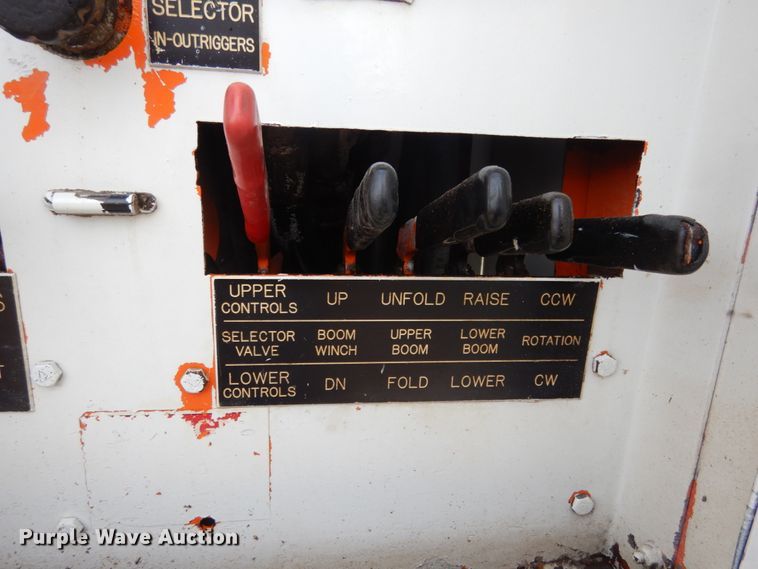 SELECTOR
IN-OUTRIGGERS
UPPER CONTROLS UP UNFOLD RAISE CCW
SELECTOR VALVE BOOM WINCH UPPER BOOM LOWER BOOM ROTATION
LOWER CONTROLS DN FOLD LOWER CW
Purple Wave Auction